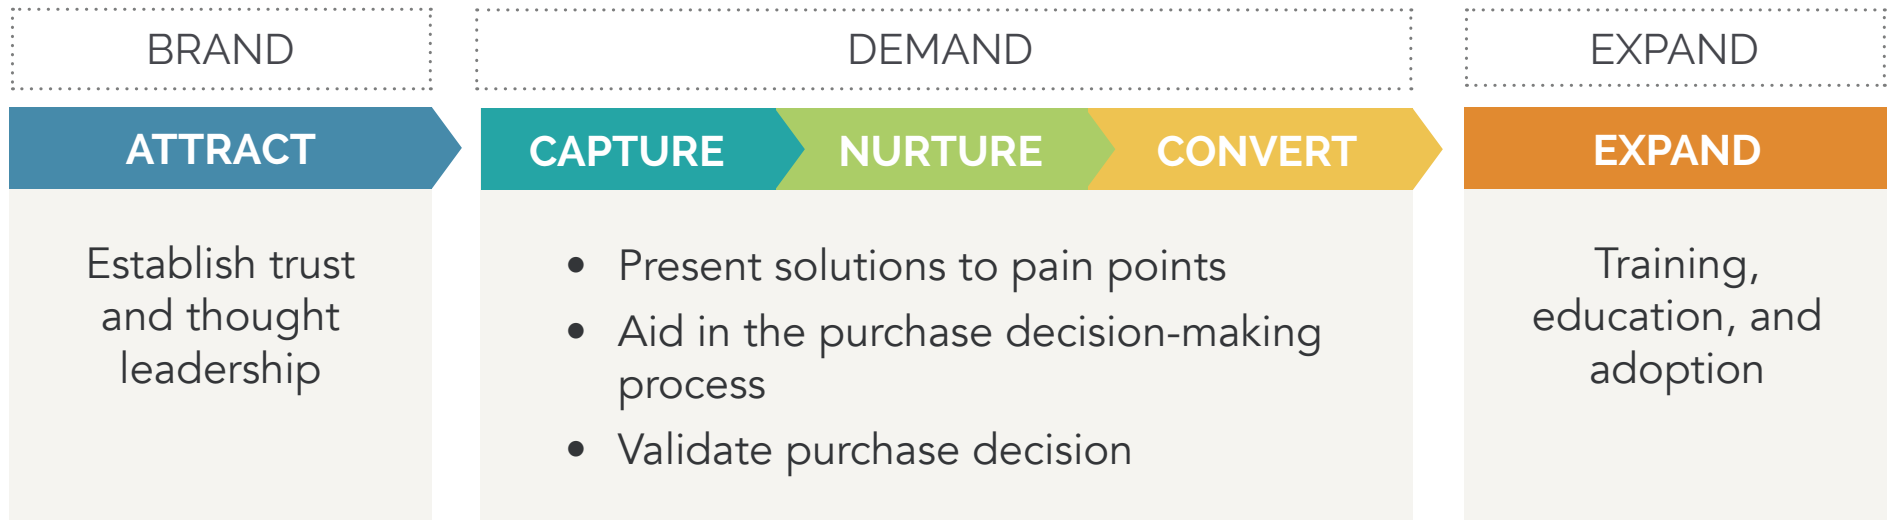 BRAND
DEMAND
EXPAND
ATTRACT
CAPTURE
NURTURE
CONVERT
EXPAND
Establish trust
and thought
leadership
• Present solutions to pain points
• Aid in the purchase decision-making
process
• Validate purchase decision
Training,
education, and
adoption